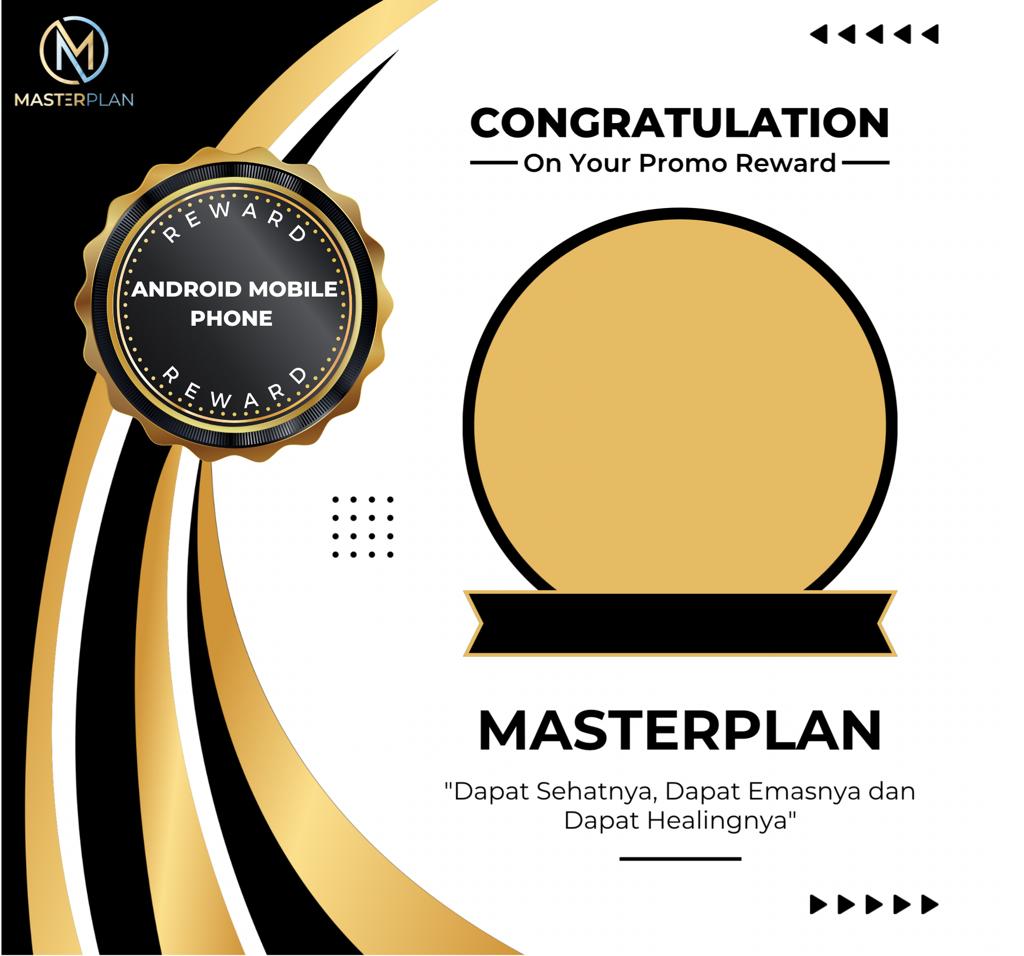 MASTERPLAN
CONGRATULATION
On Your Promo Reward
REWARD
ANDROID MOBILE
PHONE
REWARD
MASTERPLAN
"Dapat Sehatnya, Dapat Emasnya dan
Dapat Healingnya"